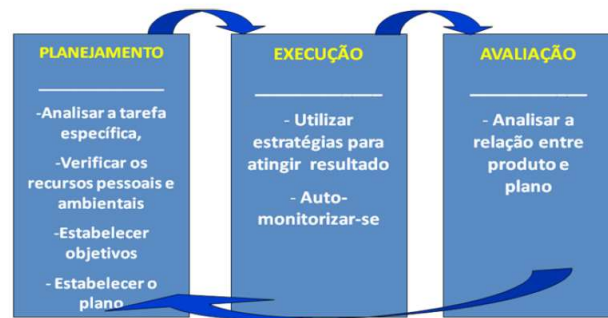 PLANEJAMENTO
-Analisar a tarefa
específica,
-Verificar os
recursos pessoais e
ambientais
-Estabelecer
objetivos
- Estabelecer o
plano
EXECUÇÃO
- Utilizar
estratégias para
atingir resultado
- Auto-
monitorizar-se
AVALIAÇÃO
- Analisar a
relação entre
produto e
plano